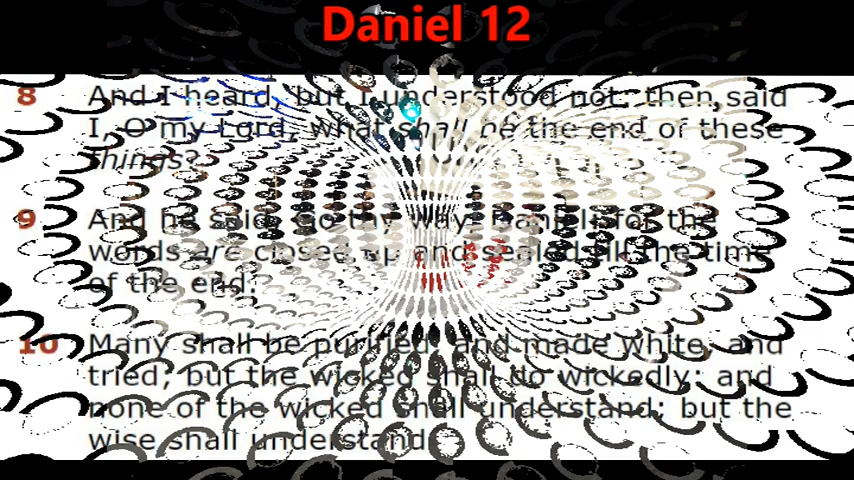 Daniel 12
8 And I heard, but I understood not: then said
I, O my Lord, what shall be the end of these
things?
9 And he said, Go thy way, Daniel: for the
words are closed up and sealed till the time
of the end.
10 Many shall be purified, and made white, and
tried; but the wicked shall do wickedly: and
none of the wicked shall understand; but the
wise shall understand.